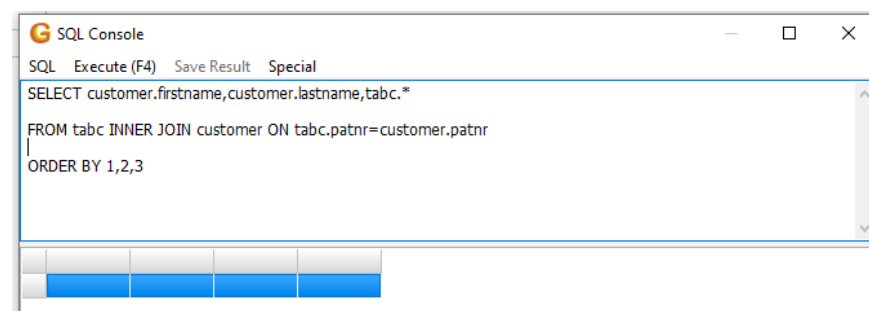 G SQL Console
SQL Execute (F4) Save Result Special
SELECT customer.firstname,customer.lastname,tabc.*
FROM tabc INNER JOIN customer ON tabc.patnr=customer.patnr
ORDER BY 1,2,3